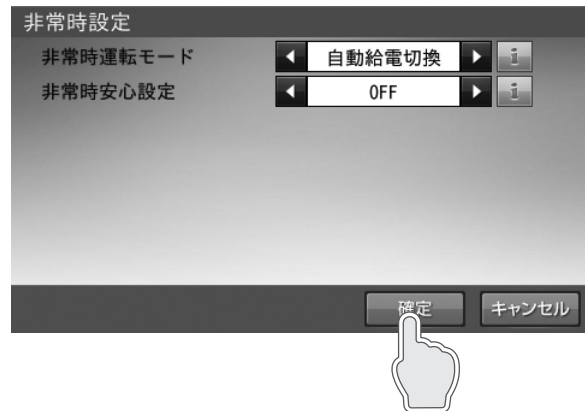 非常時設定
非常時運転モード
自動給電切換
i
非常時安心設定
OFF
i
確定
キャンセル